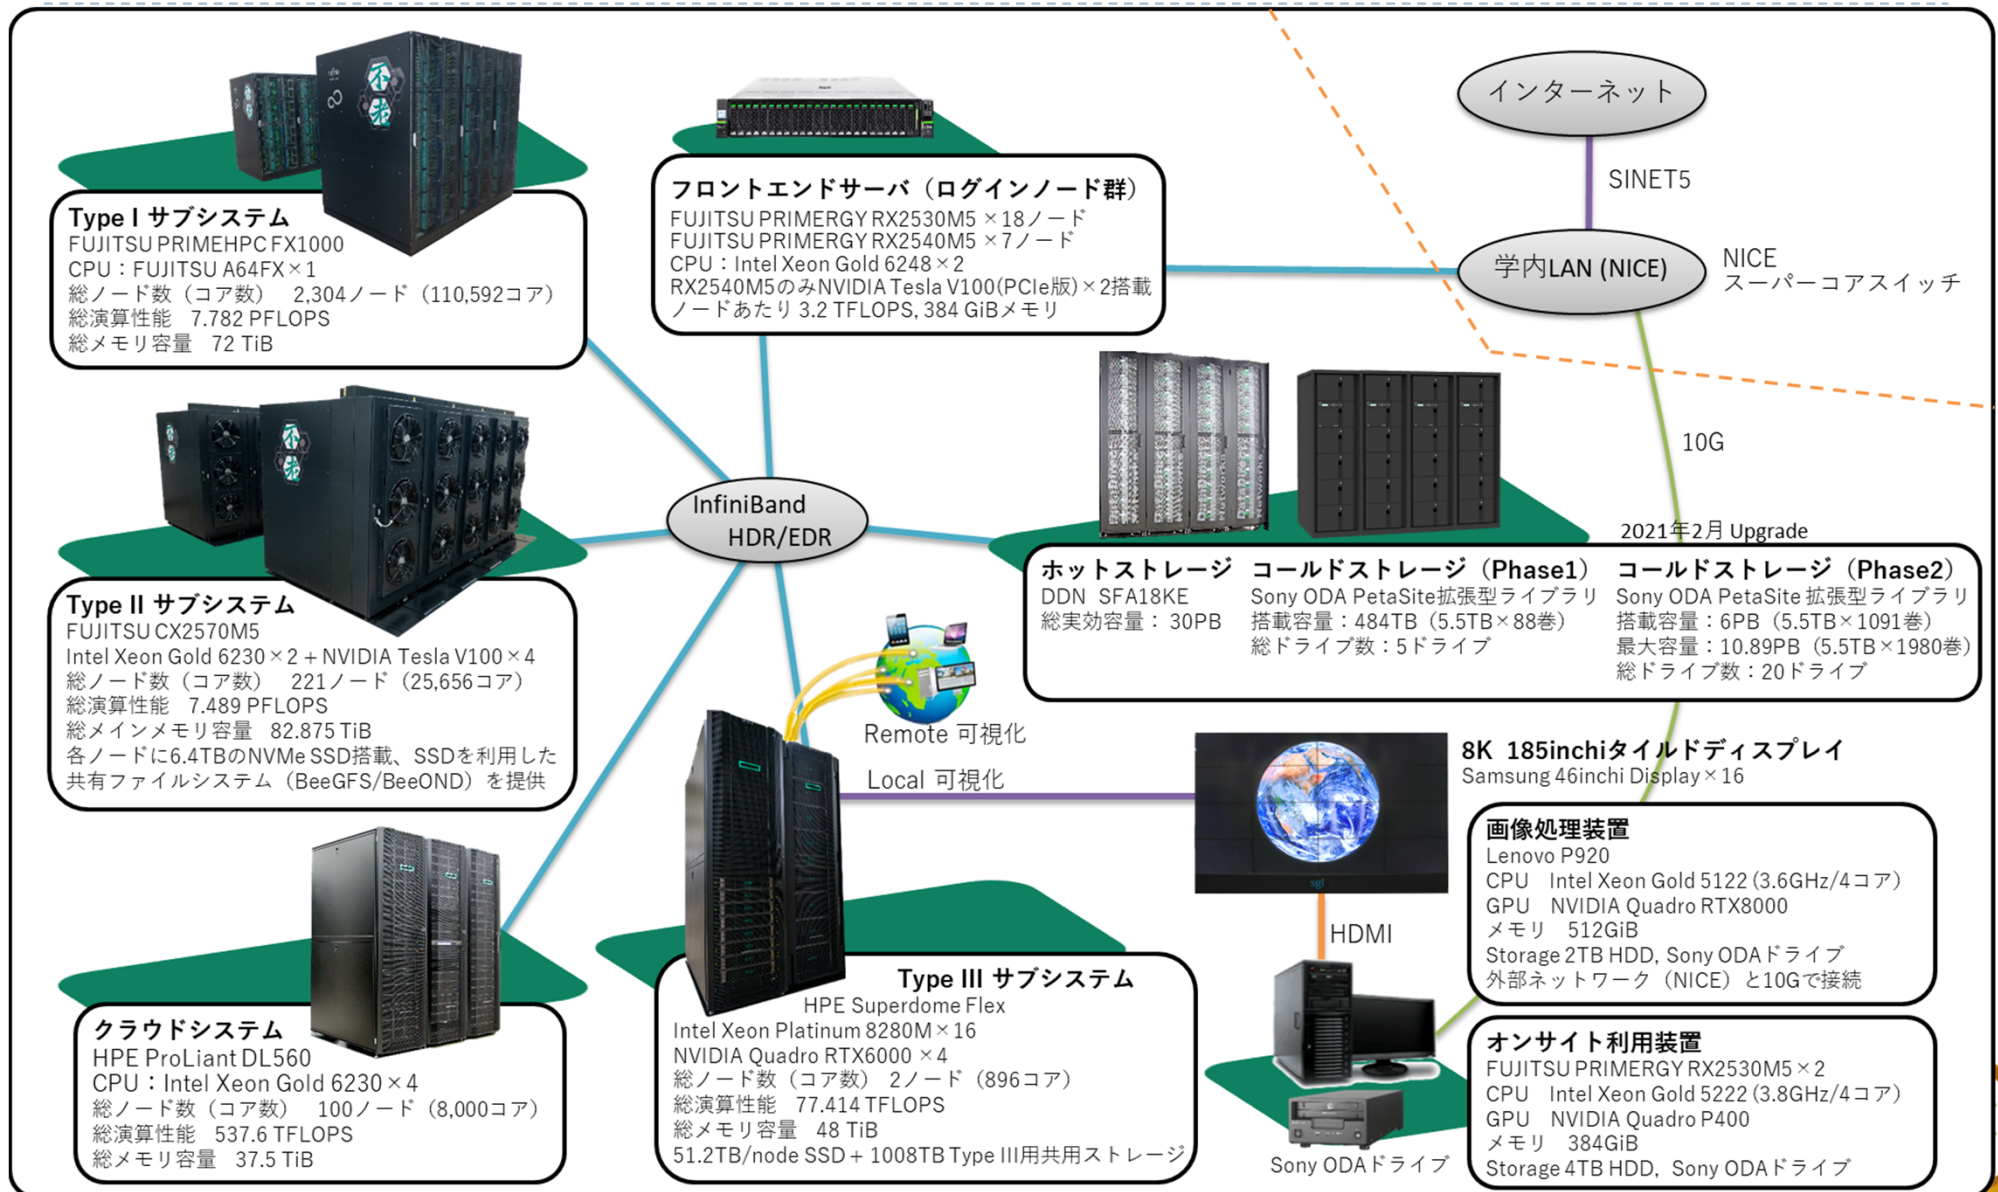 不老
Type I サブシステム
FUJITSU PRIMEHPC FX1000
CPU：FUJITSU A64FX×1
総ノード数（コア数）　2,304ノード（110,592コア）
総演算性能　7.782 PFLOPS
総メモリ容量　72 TiB
フロントエンドサーバ（ログインノード群）
FUJITSU PRIMERGY RX2530M5 ×18ノード
FUJITSU PRIMERGY RX2540M5 ×7ノード
CPU：Intel Xeon Gold 6248×2
RX2540M5のみNVIDIA Tesla V100(PCIe版)×2搭載
ノードあたり 3.2 TFLOPS, 384 GiBメモリ
インターネット
SINET5
学内LAN (NICE)
NICE
スーパーコアスイッチ
10G
不老
不老
Type II サブシステム
FUJITSU CX2570M5
Intel Xeon Gold 6230×2 + NVIDIA Tesla V100×4
総ノード数（コア数）　221ノード（25,656コア）
総演算性能　7.489 PFLOPS
総メインメモリ容量　82.875 TiB
各ノードに6.4TBのNVMe SSD搭載、SSDを利用した
共有ファイルシステム（BeeGFS/BeeOND）を提供
InfiniBand
HDR/EDR
2021年2月 Upgrade
ホットストレージ
DDN SFA18KE
総実効容量： 30PB
コールドストレージ（Phase1）
Sony ODA PetaSite拡張型ライブラリ
搭載容量：484TB（5.5TB×88巻）
総ドライブ数：5ドライブ
コールドストレージ（Phase2）
Sony ODA PetaSite 拡張型ライブラリ
搭載容量：6PB（5.5TB×1091巻）
最大容量：10.89PB（5.5TB×1980巻）
総ドライブ数：20ドライブ
Remote 可視化
Local 可視化
8K 185inchiタイルドディスプレイ
Samsung 46inchi Display×16
sgi
HDMI
画像処理装置
Lenovo P920
CPU　Intel Xeon Gold 5122 (3.6GHz/4コア)
GPU　NVIDIA Quadro RTX8000
メモリ　512GiB
Storage 2TB HDD, Sony ODAドライブ
外部ネットワーク（NICE）と10Gで接続
クラウドシステム
HPE ProLiant DL560
CPU：Intel Xeon Gold 6230×4
総ノード数（コア数）　100ノード（8,000コア）
総演算性能　537.6 TFLOPS
総メモリ容量　37.5 TiB
Type III サブシステム
HPE Superdome Flex
Intel Xeon Platinum 8280M×16
NVIDIA Quadro RTX6000 ×4
総ノード数（コア数）　2ノード（896コア）
総演算性能　77.414 TFLOPS
総メモリ容量　48 TiB
51.2TB/node SSD + 1008TB Type III用共用ストレージ
Sony ODAドライブ
オンサイト利用装置
FUJITSU PRIMERGY RX2530M5×2
CPU　Intel Xeon Gold 5222 (3.8GHz/4コア)
GPU　NVIDIA Quadro P400
メモリ　384GiB
Storage 4TB HDD, Sony ODAドライブ